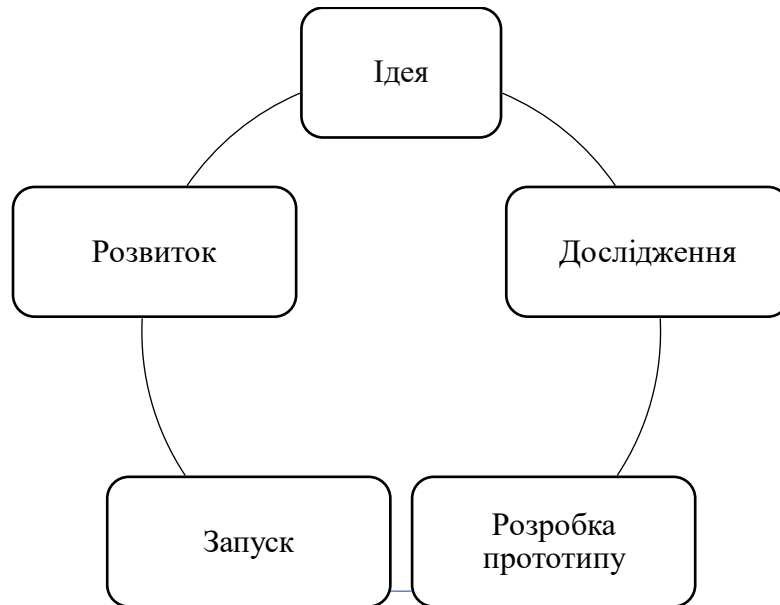 Ідея
Дослідження
Розробка
прототипу
Запуск
Розвиток